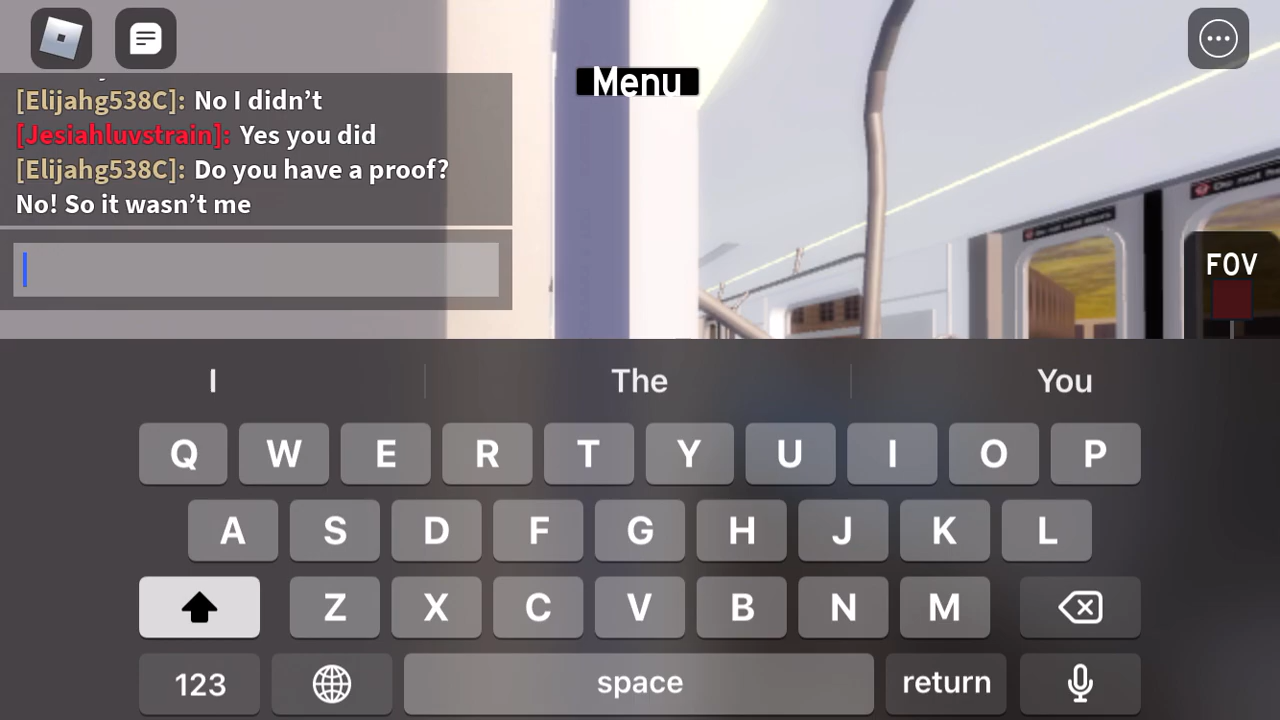 Menu
[Elijahg538C]: No I didn't
[Jesiahluvstrain]: Yes you did
[Elijahg538C]: Do you have a proof?
No! So it wasn't me
FOV
I The You
Q W E R T Y U I O P
A S D F G H J K L
Z X C V B N M
123 space return